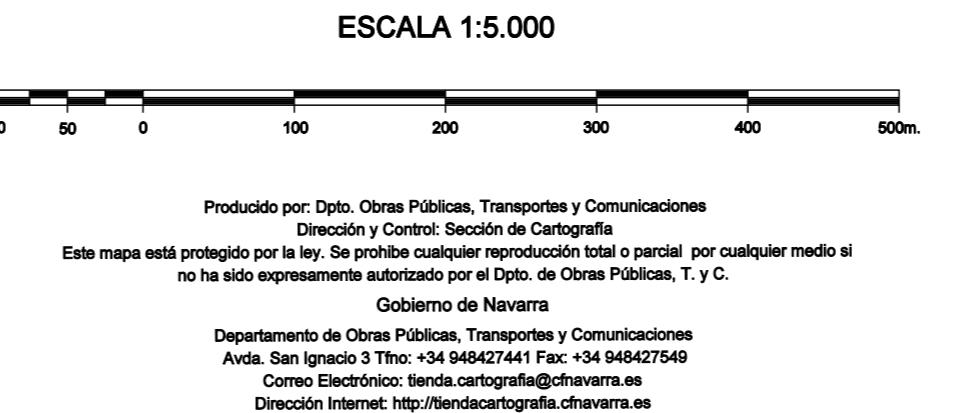 ESCALA 1:5.000
0 50 0 100 200 300 400 500m.
Producido por: Dpto. Obras Públicas, Transportes y Comunicaciones
Dirección y Control: Sección de Cartografía
Este mapa está protegido por la ley. Se prohibe cualquier reproducción total o parcial por cualquier medio si
no ha sido expresamente autorizado por el Dpto. de Obras Públicas, T. y C.
Gobierno de Navarra
Departamento de Obras Públicas, Transportes y Comunicaciones
Avda. San Ignacio 3 Tfno: +34 948427441 Fax: +34 948427549
Correo Electrónico: tienda.cartografia@cfnavarra.es
Dirección Internet: http://tiendacartografia.cfnavarra.es